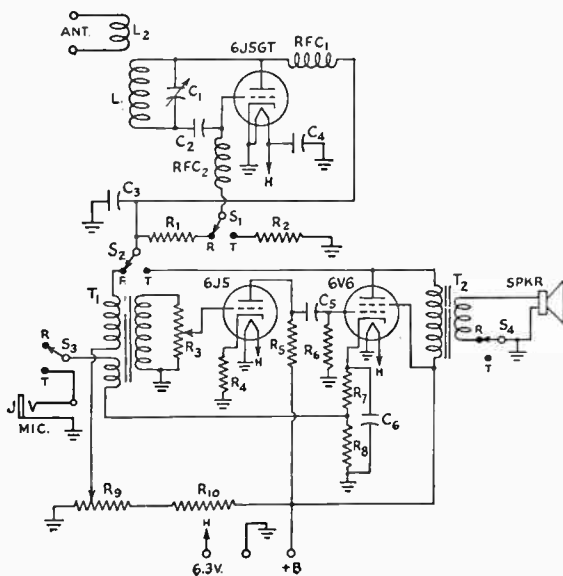 ANT.
L2
6J5GT
RFC1
L.
C1
C2
C4
RFC2
H
C3
S1
R1
R
T
R2
S2
R
T
T1
6J5
6V6
T2
SPKR
C5
R
S3
T
R3
H
R5
R6
H
R
S4
T
R4
R7
C6
R8
J
MIC.
R9
R10
H
6.3V.
+B